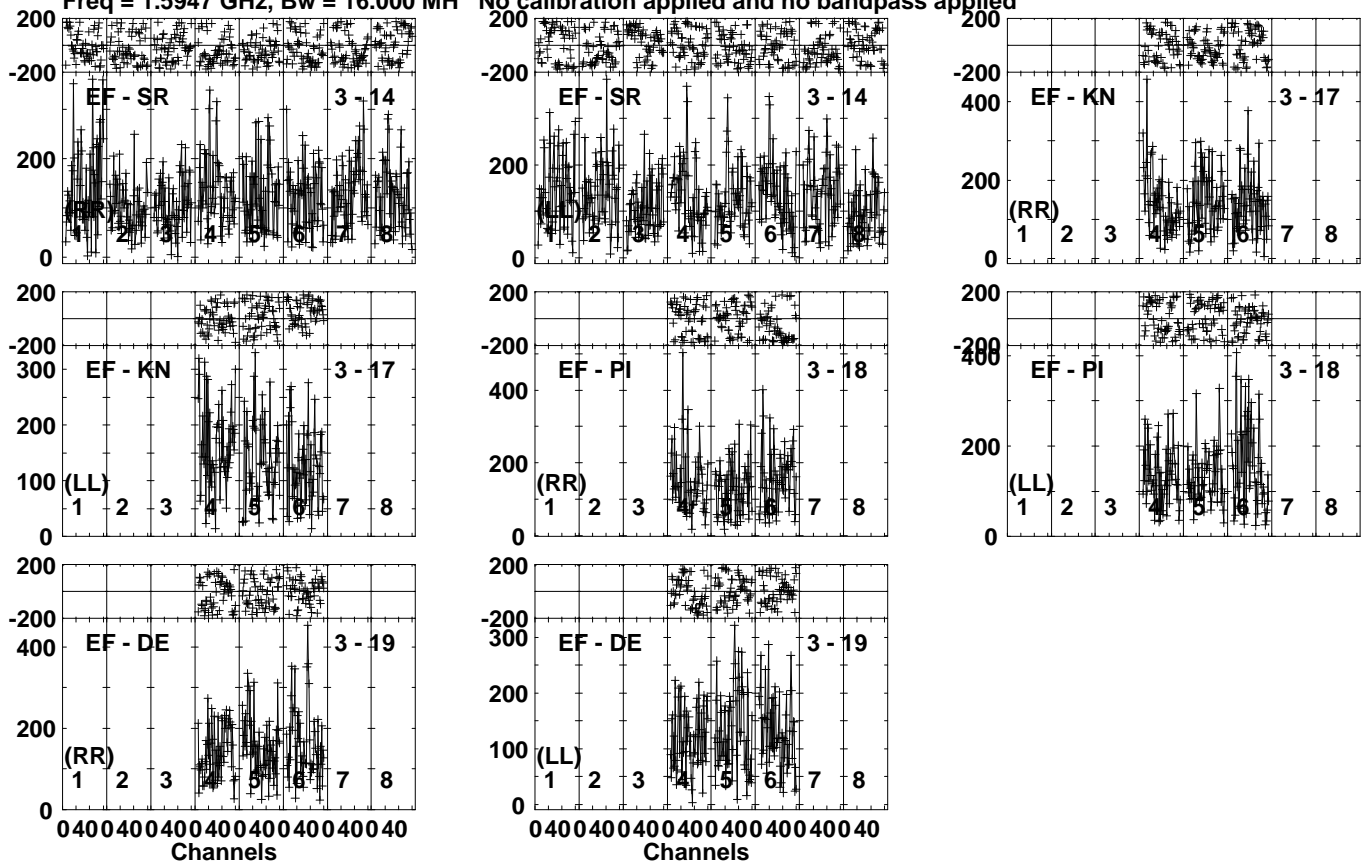 Freq = 1.5947 GHz, Bw = 16.000 MH No calibration applied and no bandpass applied
200
-200
EF - SR 3 - 14
200
0
(RR)
1 2 3 4 5 6 7 8
200
-200
EF - SR 3 - 14
200
0
(LL)
1 2 3 4 5 6 7 8
200
-200
400
EF - KN 3 - 17
200
0
(RR)
1 2 3 4 5 6 7 8
200
-200
300
EF - KN 3 - 17
200
100
0
(LL)
1 2 3 4 5 6 7 8
200
-200
EF - PI 3 - 18
400
200
0
(RR)
1 2 3 4 5 6 7 8
200
-200
400
EF - PI 3 - 18
200
0
(LL)
1 2 3 4 5 6 7 8
200
-200
400
EF - DE 3 - 19
200
0
(RR)
1 2 3 4 5 6 7 8
0 40 0 40 0 40 0 40 0 40 0 40 0 40 0 40
Channels
200
-200
300
EF - DE 3 - 19
200
100
0
(LL)
1 2 3 4 5 6 7 8
0 40 0 40 0 40 0 40 0 40 0 40 0 40 0 40
Channels